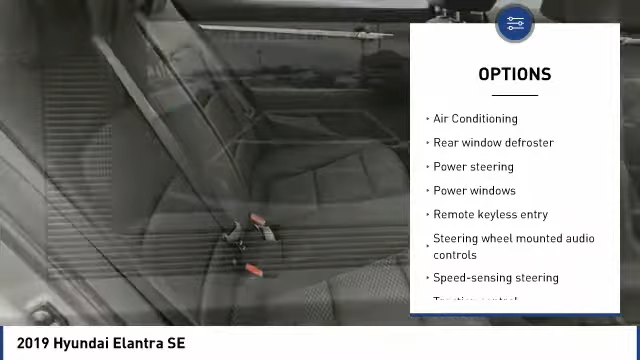 OPTIONS
• Air Conditioning
• Rear window defroster
• Power steering
• Power windows
• Remote keyless entry
• Steering wheel mounted audio
controls
• Speed-sensing steering
2019 Hyundai Elantra SE